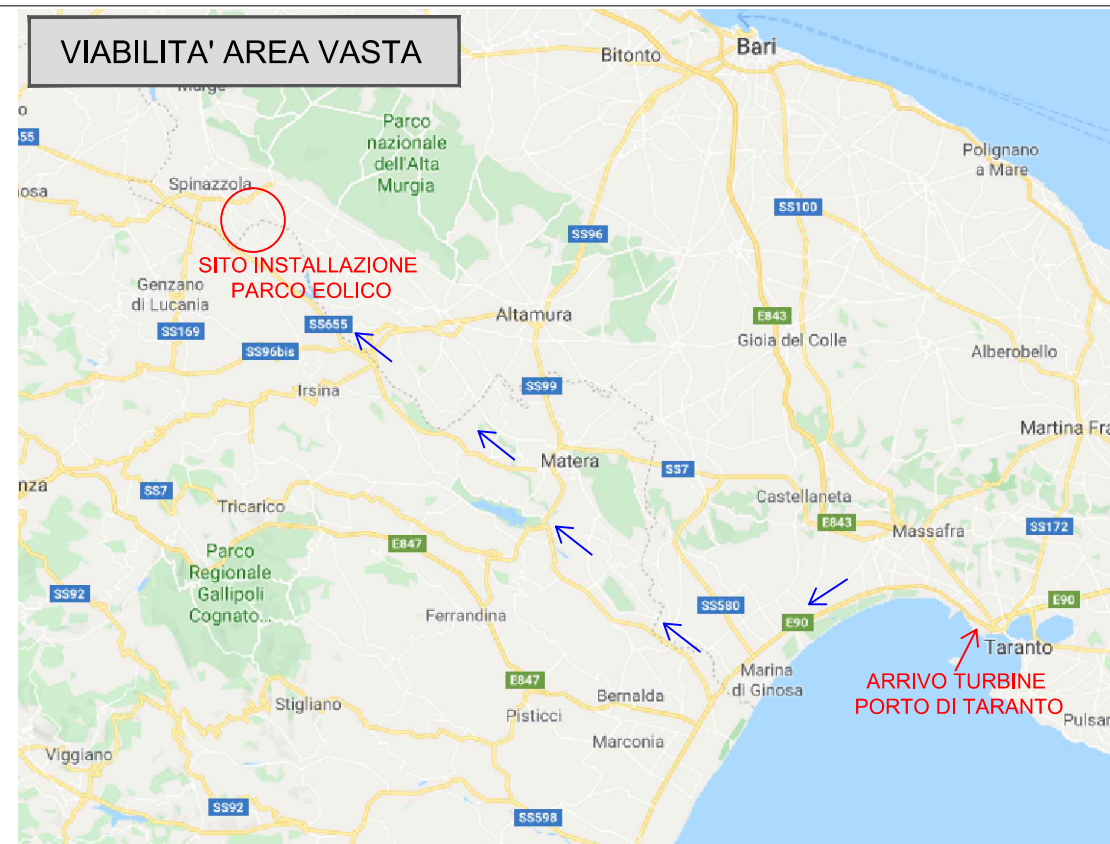 VIABILITA' AREA VASTA
Bari
Bitonto
Parco
nazionale
dell'Alta
Murgia
Polignano
a Mare
Spinazzola
SS100
SS96
SITO INSTALLAZIONE
PARCO EOLICO
Genzano
di Lucania
SS169
SS655
SS96bis
Altamura
E843
Gioia del Colle
Alberobello
Irsina
SS99
Martina Fra
Matera
SS7
nza
SS7
Tricarico
Castellaneta
E843
Massafra
SS172
E847
Parco
Regionale
Gallipoli
Cognato...
SS92
Ferrandina
SS580
E90
E90
Taranto
ARRIVO TURBINE
PORTO DI TARANTO
Marina
di Ginosa
E847
Bernalda
Stigliano
Pisticci
Pulsar
Marconia
Viggiano
SS92
SS598